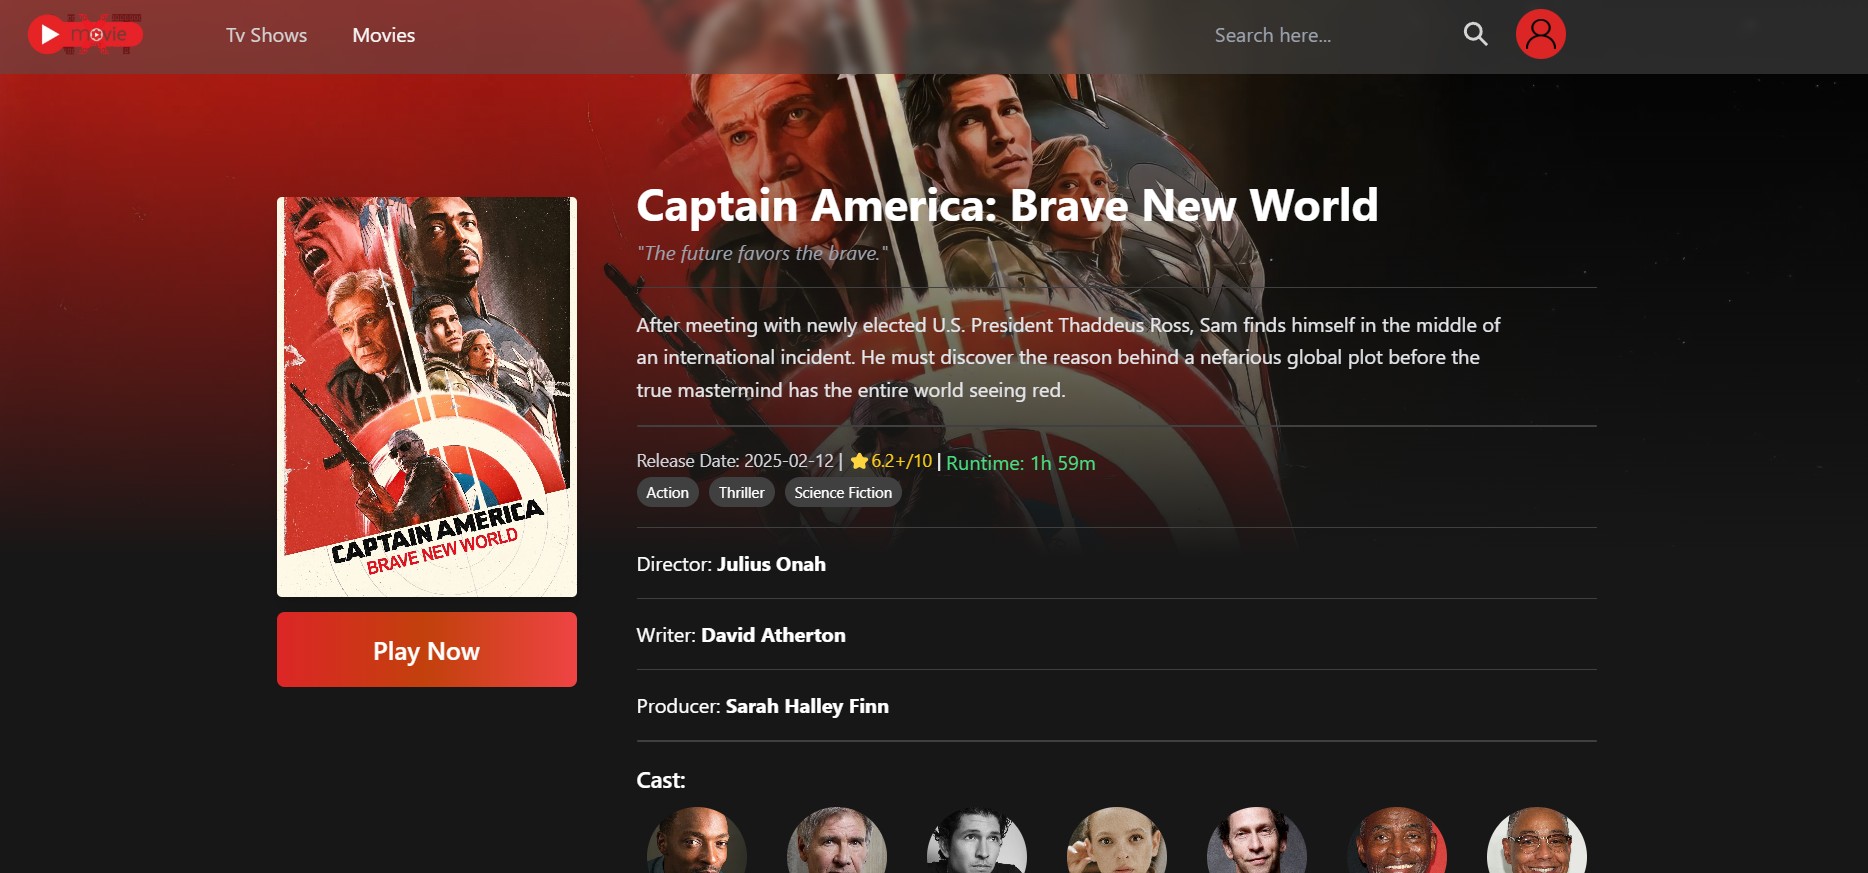 movie
Tv Shows
Movies
Search here...
Captain America: Brave New World
"The future favors the brave."
After meeting with newly elected U.S. President Thaddeus Ross, Sam finds himself in the middle of
an international incident. He must discover the reason behind a nefarious global plot before the
true mastermind has the entire world seeing red.
Release Date: 2025-02-12 | 6.2+/10 | Runtime: 1h 59m
Action
Thriller
Science Fiction
CAPTAIN AMERICA
BRAVE NEW WORLD
Play Now
Director: Julius Onah
Writer: David Atherton
Producer: Sarah Halley Finn
Cast: